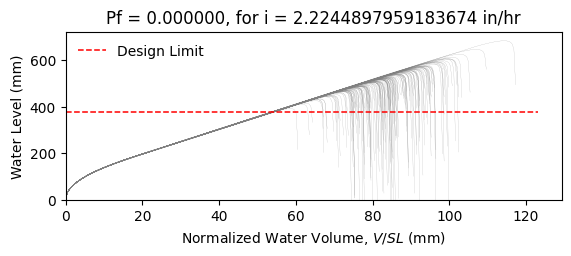 Pf = 0.000000, for i = 2.2244897959183674 in/hr
Design Limit
Water Level (mm)
600
400
200
0
0 20 40 60 80 100 120
Normalized Water Volume, V/SL (mm)